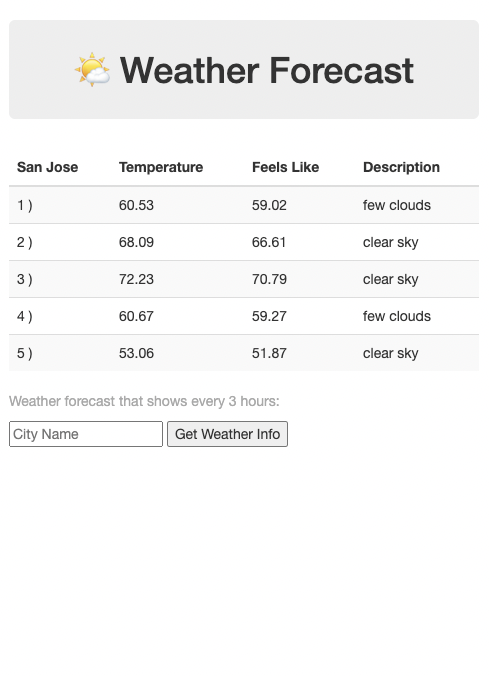 🌤️ Weather Forecast
San Jose Temperature Feels Like Description
1 ) 60.53 59.02 few clouds
2 ) 68.09 66.61 clear sky
3 ) 72.23 70.79 clear sky
4 ) 60.67 59.27 few clouds
5 ) 53.06 51.87 clear sky
Weather forecast that shows every 3 hours:
City Name Get Weather Info